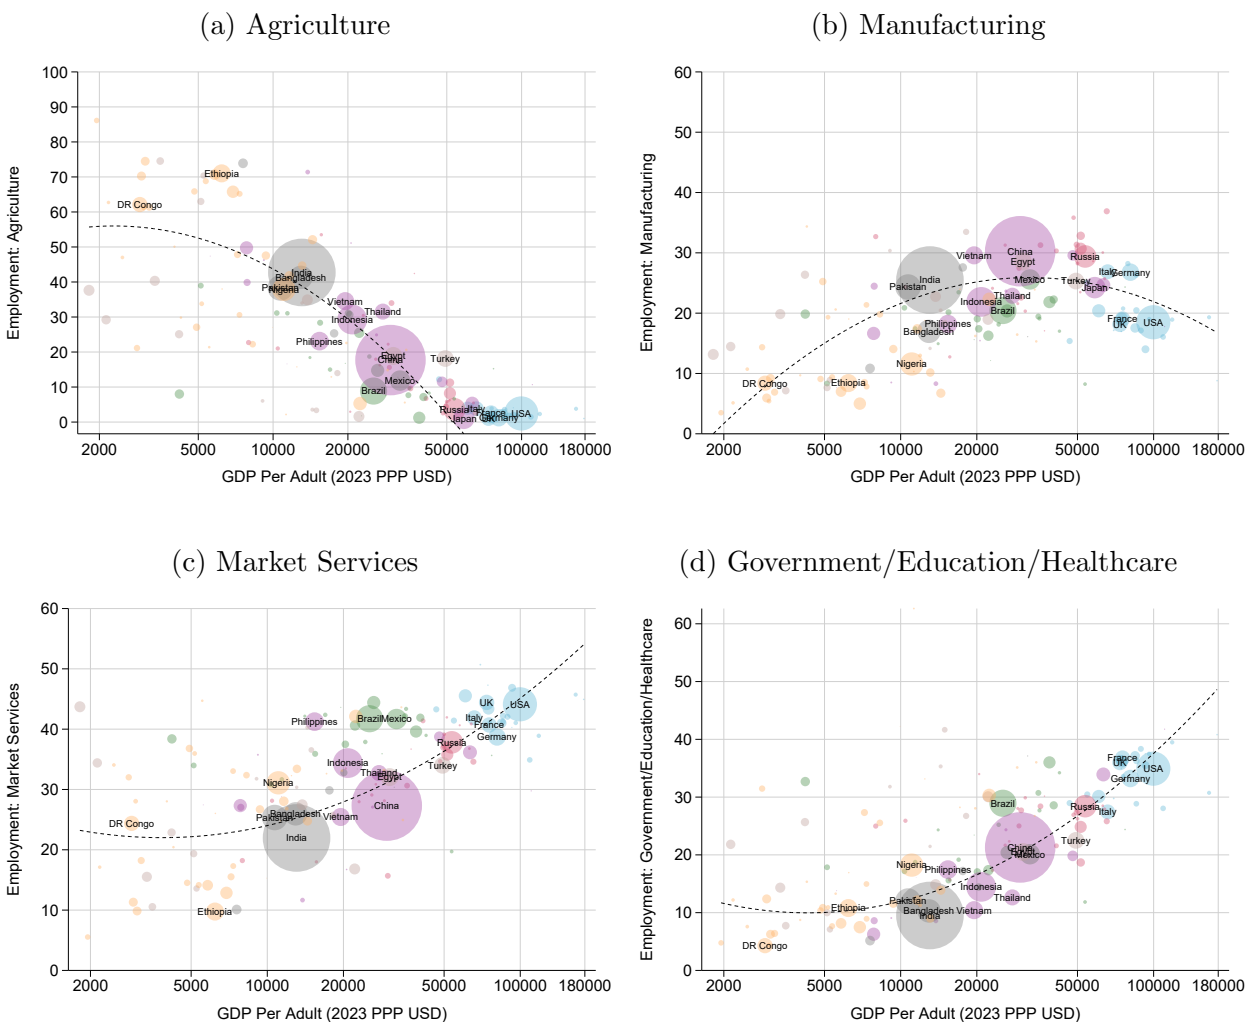 (a) Agriculture
Employment: Agriculture
100
90
80
70
60
50
40
30
20
10
0
2000 5000 10000 20000 50000 100000 180000
GDP Per Adult (2023 PPP USD)
Ethiopia
DR Congo
India
Bangladesh
Pakistan
Nigeria
Vietnam
Thailand
Indonesia
Philippines
Egypt
China
Turkey
Mexico
Brazil
Russia
Italy
France
USA
UK
Germany
Japan
(b) Manufacturing
Employment: Manufacturing
60
50
40
30
20
10
0
2000 5000 10000 20000 50000 100000 180000
GDP Per Adult (2023 PPP USD)
China
Vietnam
Egypt
Russia
Italy
Germany
India
Pakistan
Mexico
Turkey
Japan
Thailand
Indonesia
Brazil
Philippines
Bangladesh
France
UK
USA
Nigeria
DR Congo
Ethiopia
(c) Market Services
Employment: Market Services
60
50
40
30
20
10
0
2000 5000 10000 20000 50000 100000 180000
GDP Per Adult (2023 PPP USD)
UK
USA
Philippines
Brazil
Mexico
Italy
France
Germany
Russia
Indonesia
Turkey
Thailand
Egypt
Nigeria
China
Bangladesh
Pakistan
Vietnam
DR Congo
India
Ethiopia
(d) Government/Education/Healthcare
Employment: Government/Education/Healthcare
60
50
40
30
20
10
0
2000 5000 10000 20000 50000 100000 180000
GDP Per Adult (2023 PPP USD)
France
UK
USA
Germany
Brazil
Russia
Italy
Turkey
China
Egypt
Mexico
Nigeria
Philippines
Indonesia
Thailand
Pakistan
Ethiopia
Bangladesh
Vietnam
India
DR Congo